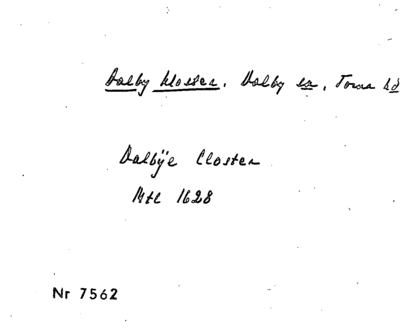 Dalby kloster. Dalby sn, Torna hd
Dalbÿe Closter
Mtl 1628
Nr 7562